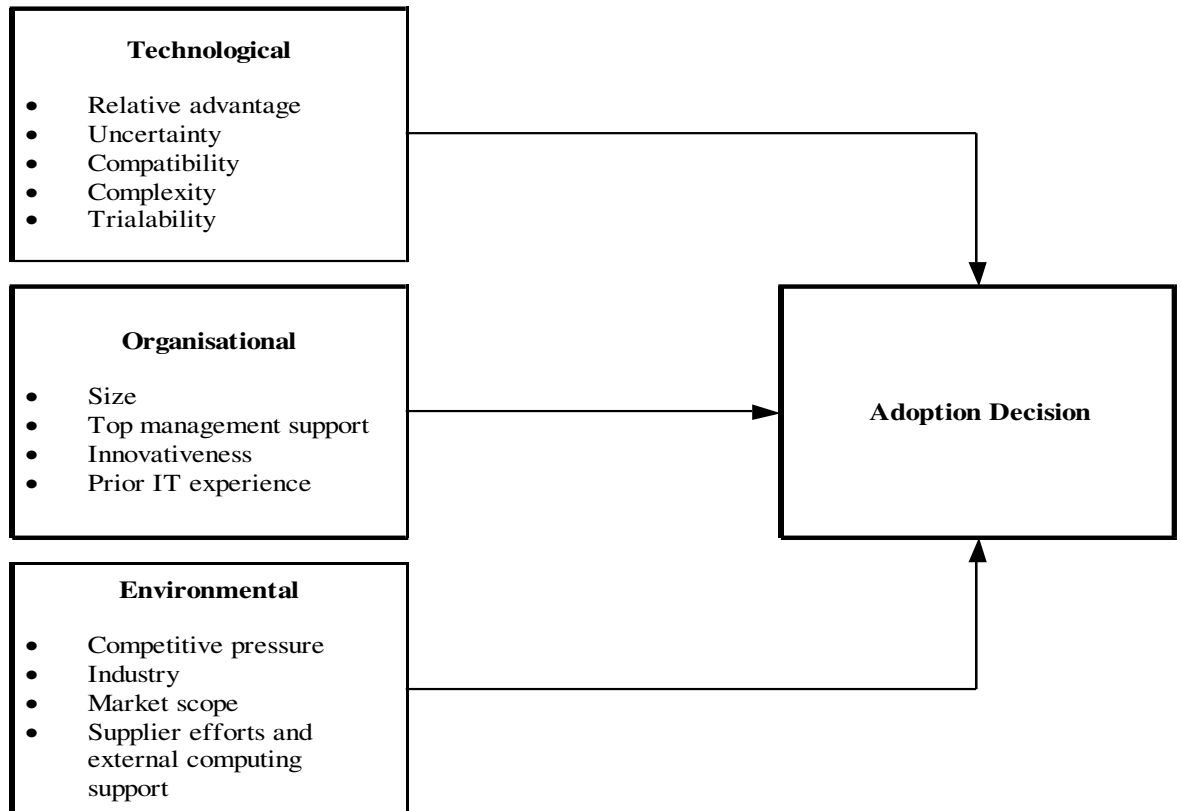 Technological
• Relative advantage
• Uncertainty
• Compatibility
• Complexity
• Trialability
Organisational
• Size
• Top management support
• Innovativeness
• Prior IT experience
Environmental
• Competitive pressure
• Industry
• Market scope
• Supplier efforts and
external computing
support
Adoption Decision